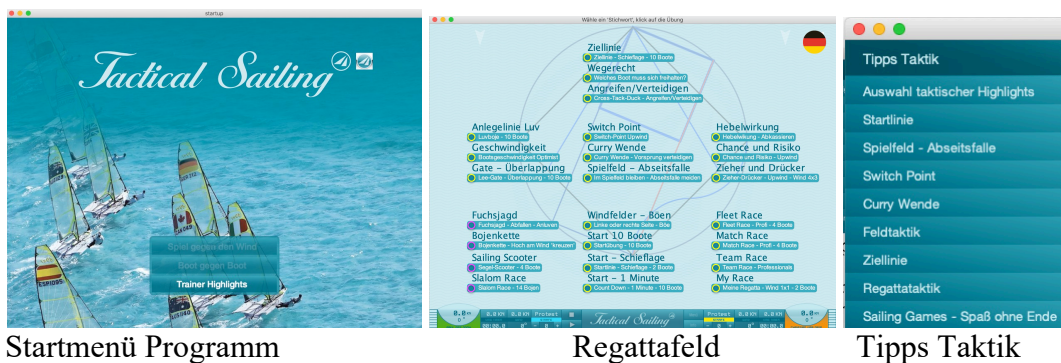 startup
Tactical Sailing
Spiel gegen den Wind
Boot gegen Boot
Trainer Highlights
Startmenü Programm
Wähle ein 'Stichwort', klick auf die Übung
Ziellinie
Ziellinie - Schieflage - 10 Boote
Wegerecht
Welches Boot muss sich freihalten?
Angreifen/Verteidigen
Cross-Tack-Duck - Angreifen/Verteidigen
Anlegelinie Luv
Luvboje - 10 Boote
Geschwindigkeit
Bootsgeschwindigkeit Optimist
Gate - Überlappung
Lee-Gate - Überlappung - 10 Boote
Switch Point
Switch-Point Upwind
Curry Wende
Curry Wende - Vorsprung verteidigen
Spielfeld - Abseitsfalle
Im Spielfeld bleiben - Abseitsfalle meiden
Hebelwirkung
Hebelwirkung - Abkassieren
Chance und Risiko
Chance und Risiko - Upwind
Zieher und Drücker
Zieher-Drücker - Upwind - Wind 4x3
Fuchsjagd
Fuchsjagd - Abfallen - Anluven
Bojenkette
Bojenkette - Hoch am Wind 'kreuzen'
Sailing Scooter
Segel-Scooter - 4 Boote
Slalom Race
Slalom Race - 14 Bojen
Windfelder - Böen
Linke oder rechte Seite - Böe
Start 10 Boote
Startübung - 10 Boote
Start - Schieflage
Startlinie - Schieflage - 2 Boote
Start - 1 Minute
Count Down - 1 Minute - 10 Boote
Fleet Race
Fleet Race - Profi - 4 Boote
Match Race
Match Race - Profi - 4 Boote
Team Race
Team Race - Professionals
My Race
Meine Regatta - Wind 1x1 - 2 Boote
Tactical Sailing
Regattafeld
Tipps Taktik
Auswahl taktischer Highlights
Startlinie
Spielfeld - Abseitsfalle
Switch Point
Curry Wende
Feldtaktik
Ziellinie
Regattataktik
Sailing Games - Spaß ohne Ende
Tipps Taktik